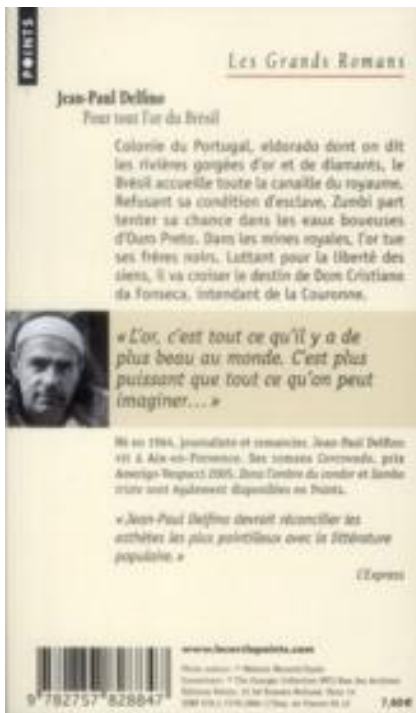 POINTS
Les Grands Romans
Jean-Paul Delfino
Pour tout l'or du Brésil
Colonie du Portugal, eldorado dont on dit
les rivières gorgées d'or et de diamants, le
Brésil accueille toute la canaille du royaume.
Refusant sa condition d'esclave, Zumbi part
tenter sa chance dans les eaux boueuses
d'Ouro Preto. Dans les mines royales, l'or tue
ses frères noirs. Luttant pour la liberté des
siens, il va croiser le destin de Dom Cristiano
da Fonseca, intendant de la Couronne.
« L'or, c'est tout ce qu'il y a de
plus beau au monde. C'est plus
puissant que tout ce qu'on peut
imaginer... »
Né en 1964, journaliste et romancier, Jean-Paul Delfino
vit à Aix-en-Provence. Ses romans Corcovado, prix
Amerigo-Vespucci 2005, Dans l'ombre du condor et Samba
triste sont également disponibles en Points.
« Jean-Paul Delfino devrait réconcilier les
esthètes les plus pointilleux avec la littérature
populaire. »
L'Express
www.lecerclepoints.com
9 782757 828847
7,60€